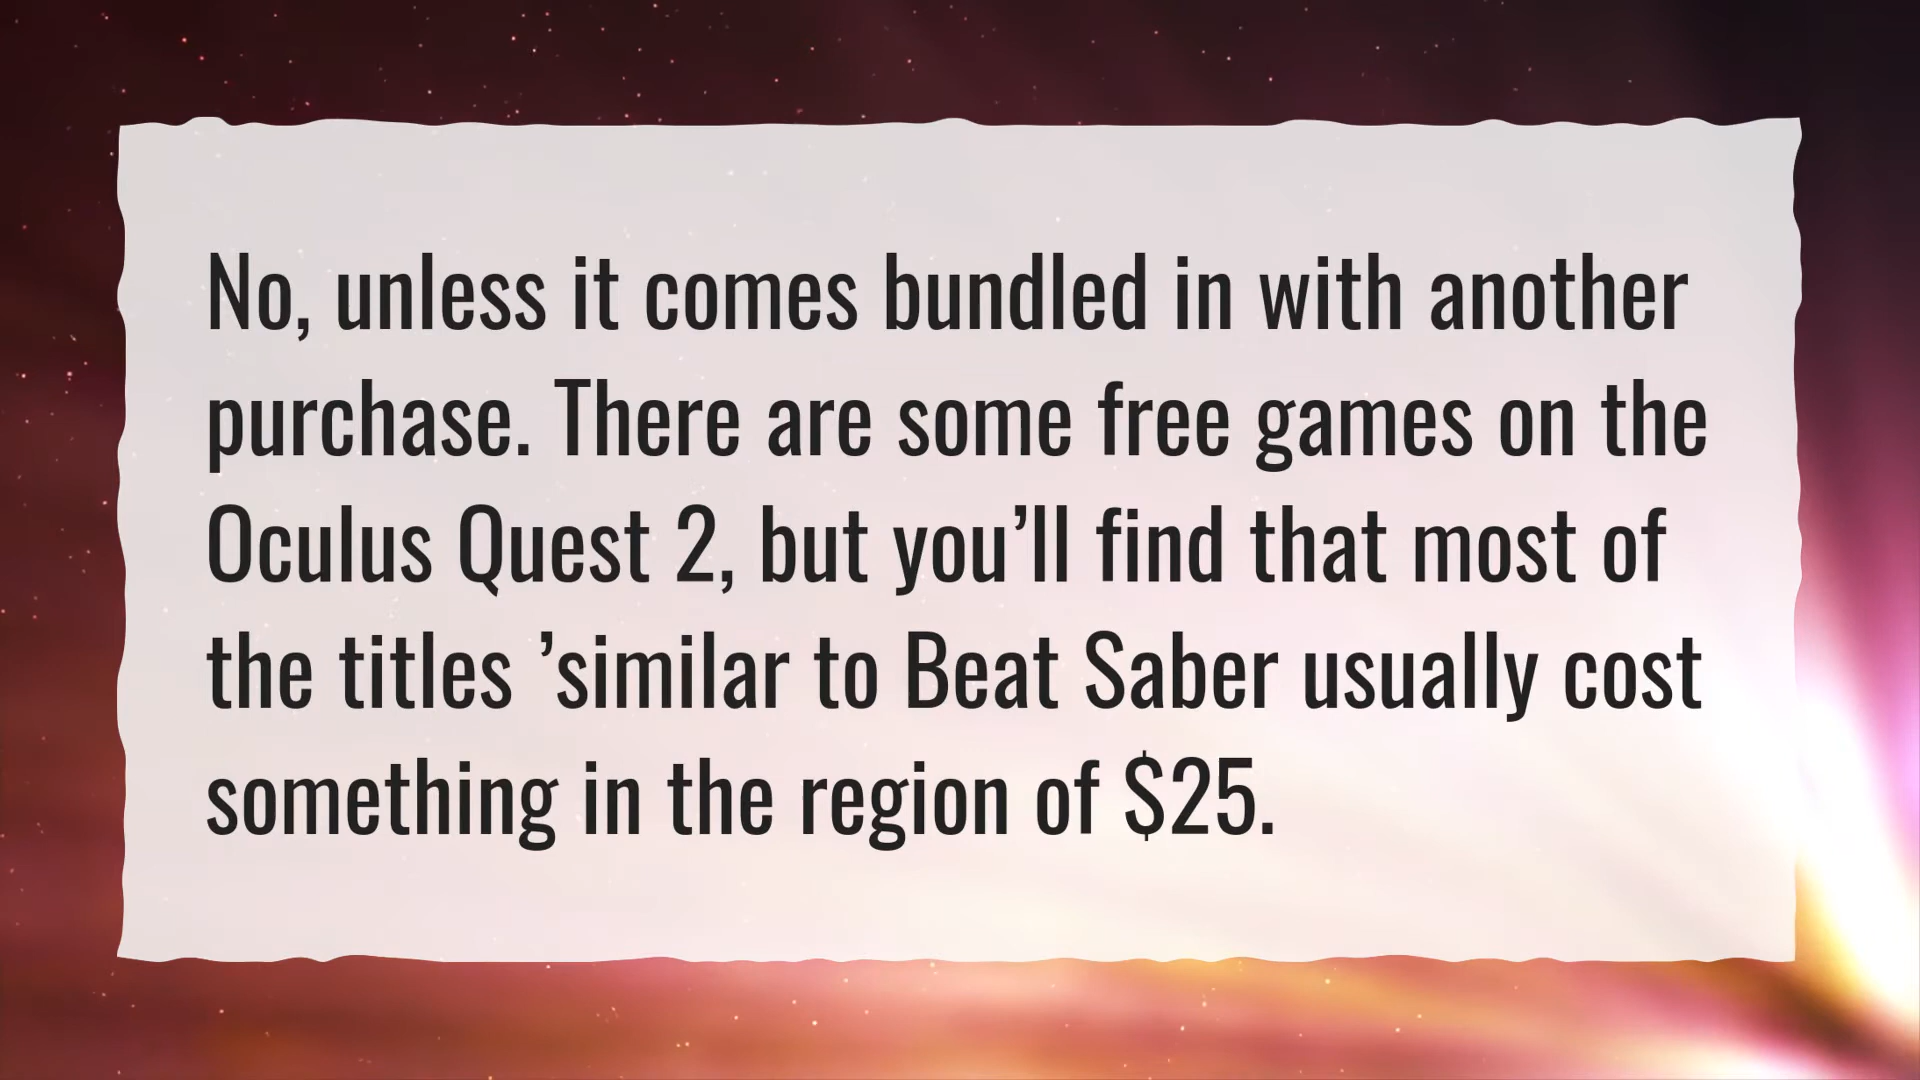 No, unless it comes bundled in with another
purchase. There are some free games on the
Oculus Quest 2, but you’ll find that most of
the titles ’similar to Beat Saber usually cost
something in the region of $25.